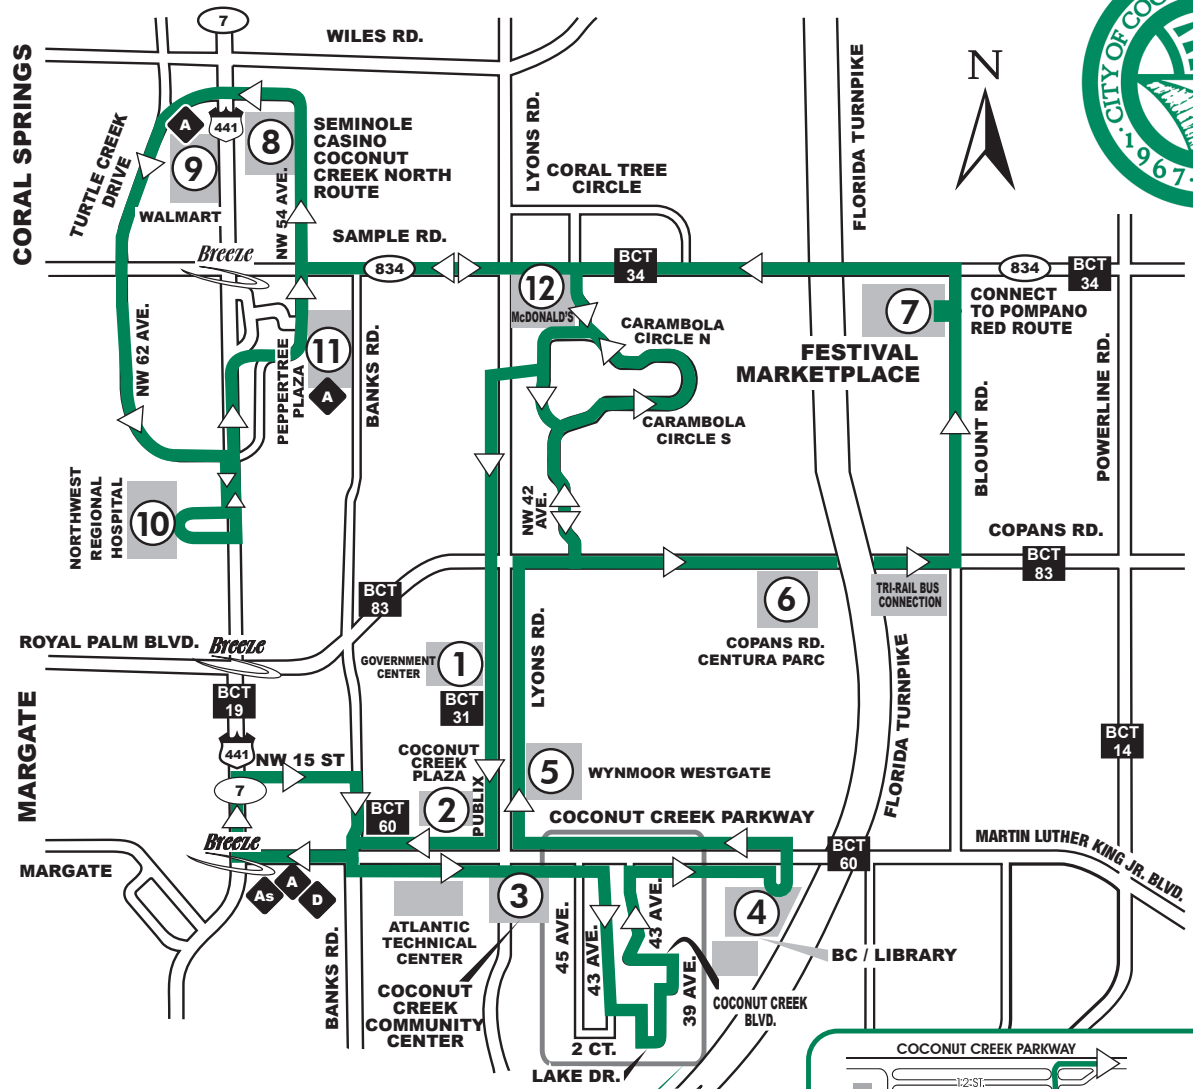 7
WILES RD.
CITY OF COC
· 1967 ·
N
CORAL SPRINGS
LYONS RD.
FLORIDA TURNPIKE
A
441
8
9
SEMINOLE
CASINO
COCONUT
CREEK NORTH
ROUTE
TURTLE CREEK
DRIVE
WALMART
NW 54 AVE.
CORAL TREE
CIRCLE
Breeze
SAMPLE RD.
834
BCT
34
834
BCT
34
12
McDONALD'S
7
CONNECT
TO POMPANO
RED ROUTE
CARAMBOLA
CIRCLE N
FESTIVAL
MARKETPLACE
NW 62 AVE.
PEPPERTREE
PLAZA
11
A
BANKS RD.
CARAMBOLA
CIRCLE S
BLOUNT RD.
POWERLINE RD.
NORTHWEST
REGIONAL
HOSPITAL
10
NW 42
AVE.
COPANS RD.
BCT
83
BCT
83
6
TRI-RAIL BUS
CONNECTION
COPANS RD.
CENTURA PARC
ROYAL PALM BLVD.
Breeze
GOVERNMENT
CENTER
1
BCT
31
LYONS RD.
FLORIDA TURNPIKE
MARGATE
BCT
19
441
NW 15 ST
7
COCONUT
CREEK
PLAZA
2
PUBLIX
5
WYNMOOR WESTGATE
BCT
14
BCT
60
COCONUT CREEK PARKWAY
BCT
60
MARTIN LUTHER KING JR. BLVD.
Breeze
MARGATE
As
A
D
3
4
ATLANTIC
TECHNICAL
CENTER
BANKS RD.
COCONUT
CREEK
COMMUNITY
CENTER
45 AVE.
43 AVE.
43 AVE.
39 AVE.
BC / LIBRARY
COCONUT CREEK
BLVD.
2 CT.
LAKE DR.
COCONUT CREEK PARKWAY
12 ST.